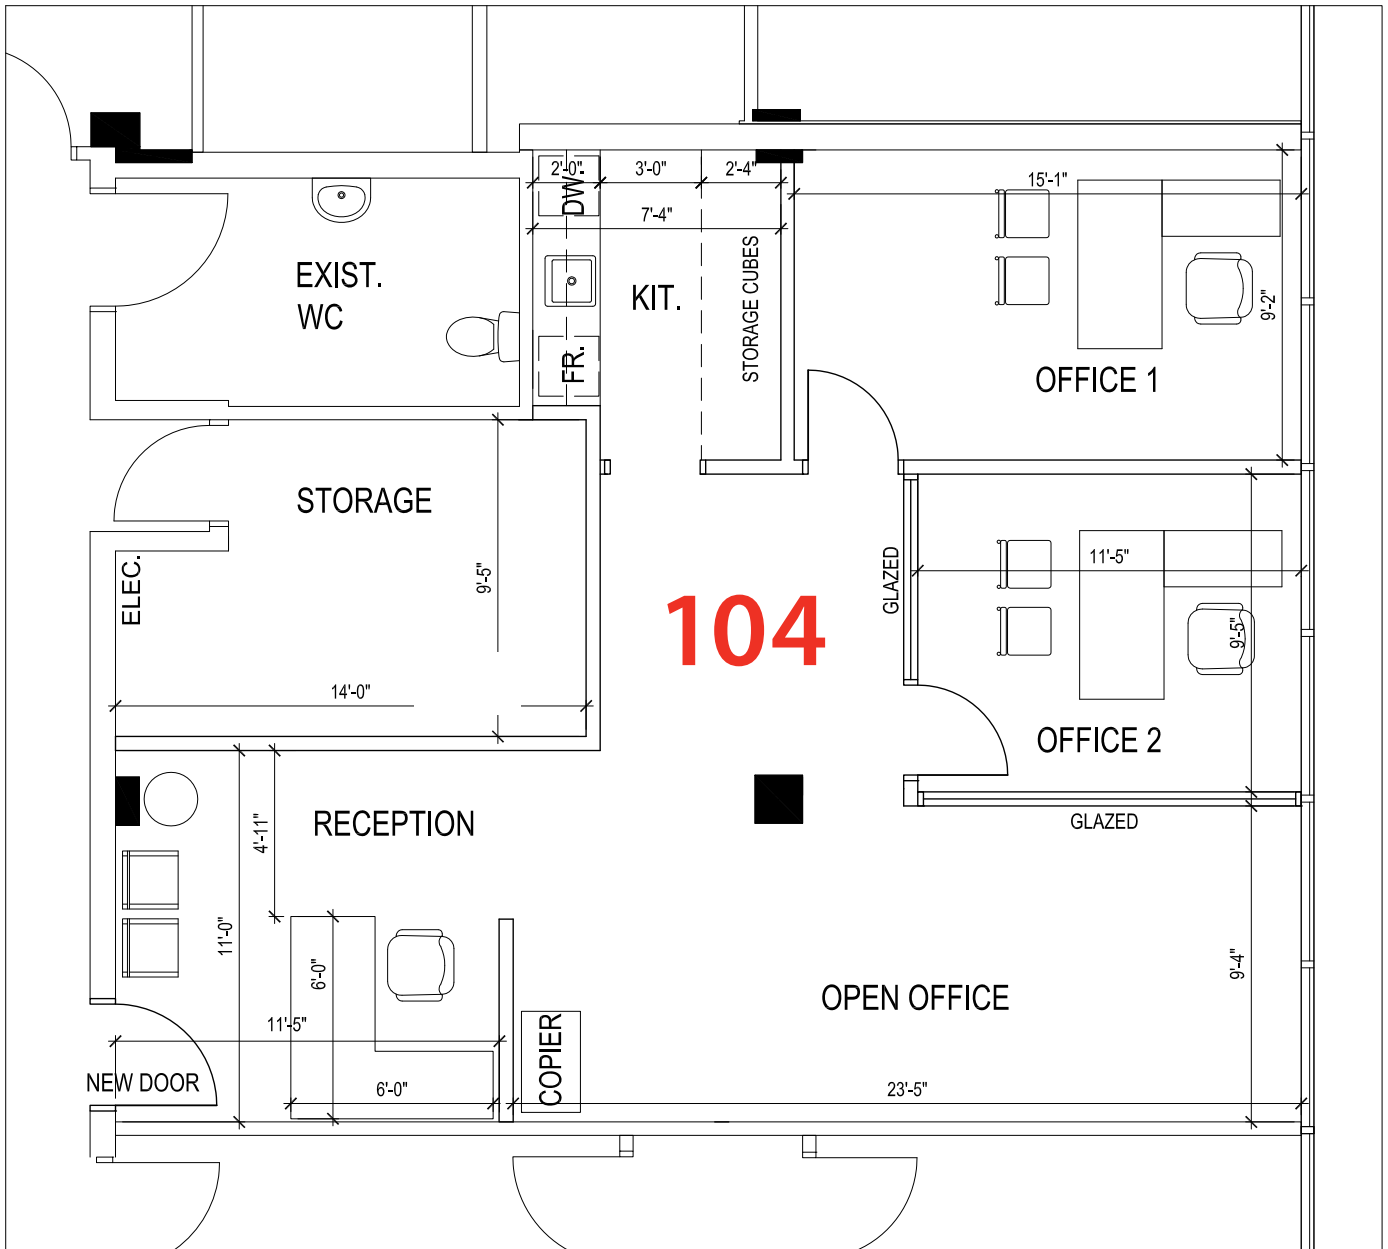 2'-0"
3'-0"
2'-4"
15'-1"
DW.
7'-4"
EXIST.
WC
KIT.
STORAGE CUBES
9'-2"
FR.
OFFICE 1
STORAGE
ELEC.
9'-5"
GLAZED
11'-5"
104
9'-5"
14'-0"
OFFICE 2
RECEPTION
4'-11"
GLAZED
11'-0"
6'-0"
9'-4"
OPEN OFFICE
11'-5"
COPIER
NEW DOOR
6'-0"
23'-5"